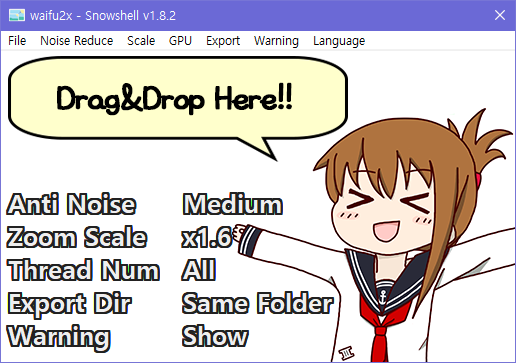 waifu2x - Snowshell v1.8.2
File Noise Reduce Scale GPU Export Warning Language
Drag&Drop Here!!
Anti Noise Medium
Zoom Scale x1.6
Thread Num All
Export Dir Same Folder
Warning Show